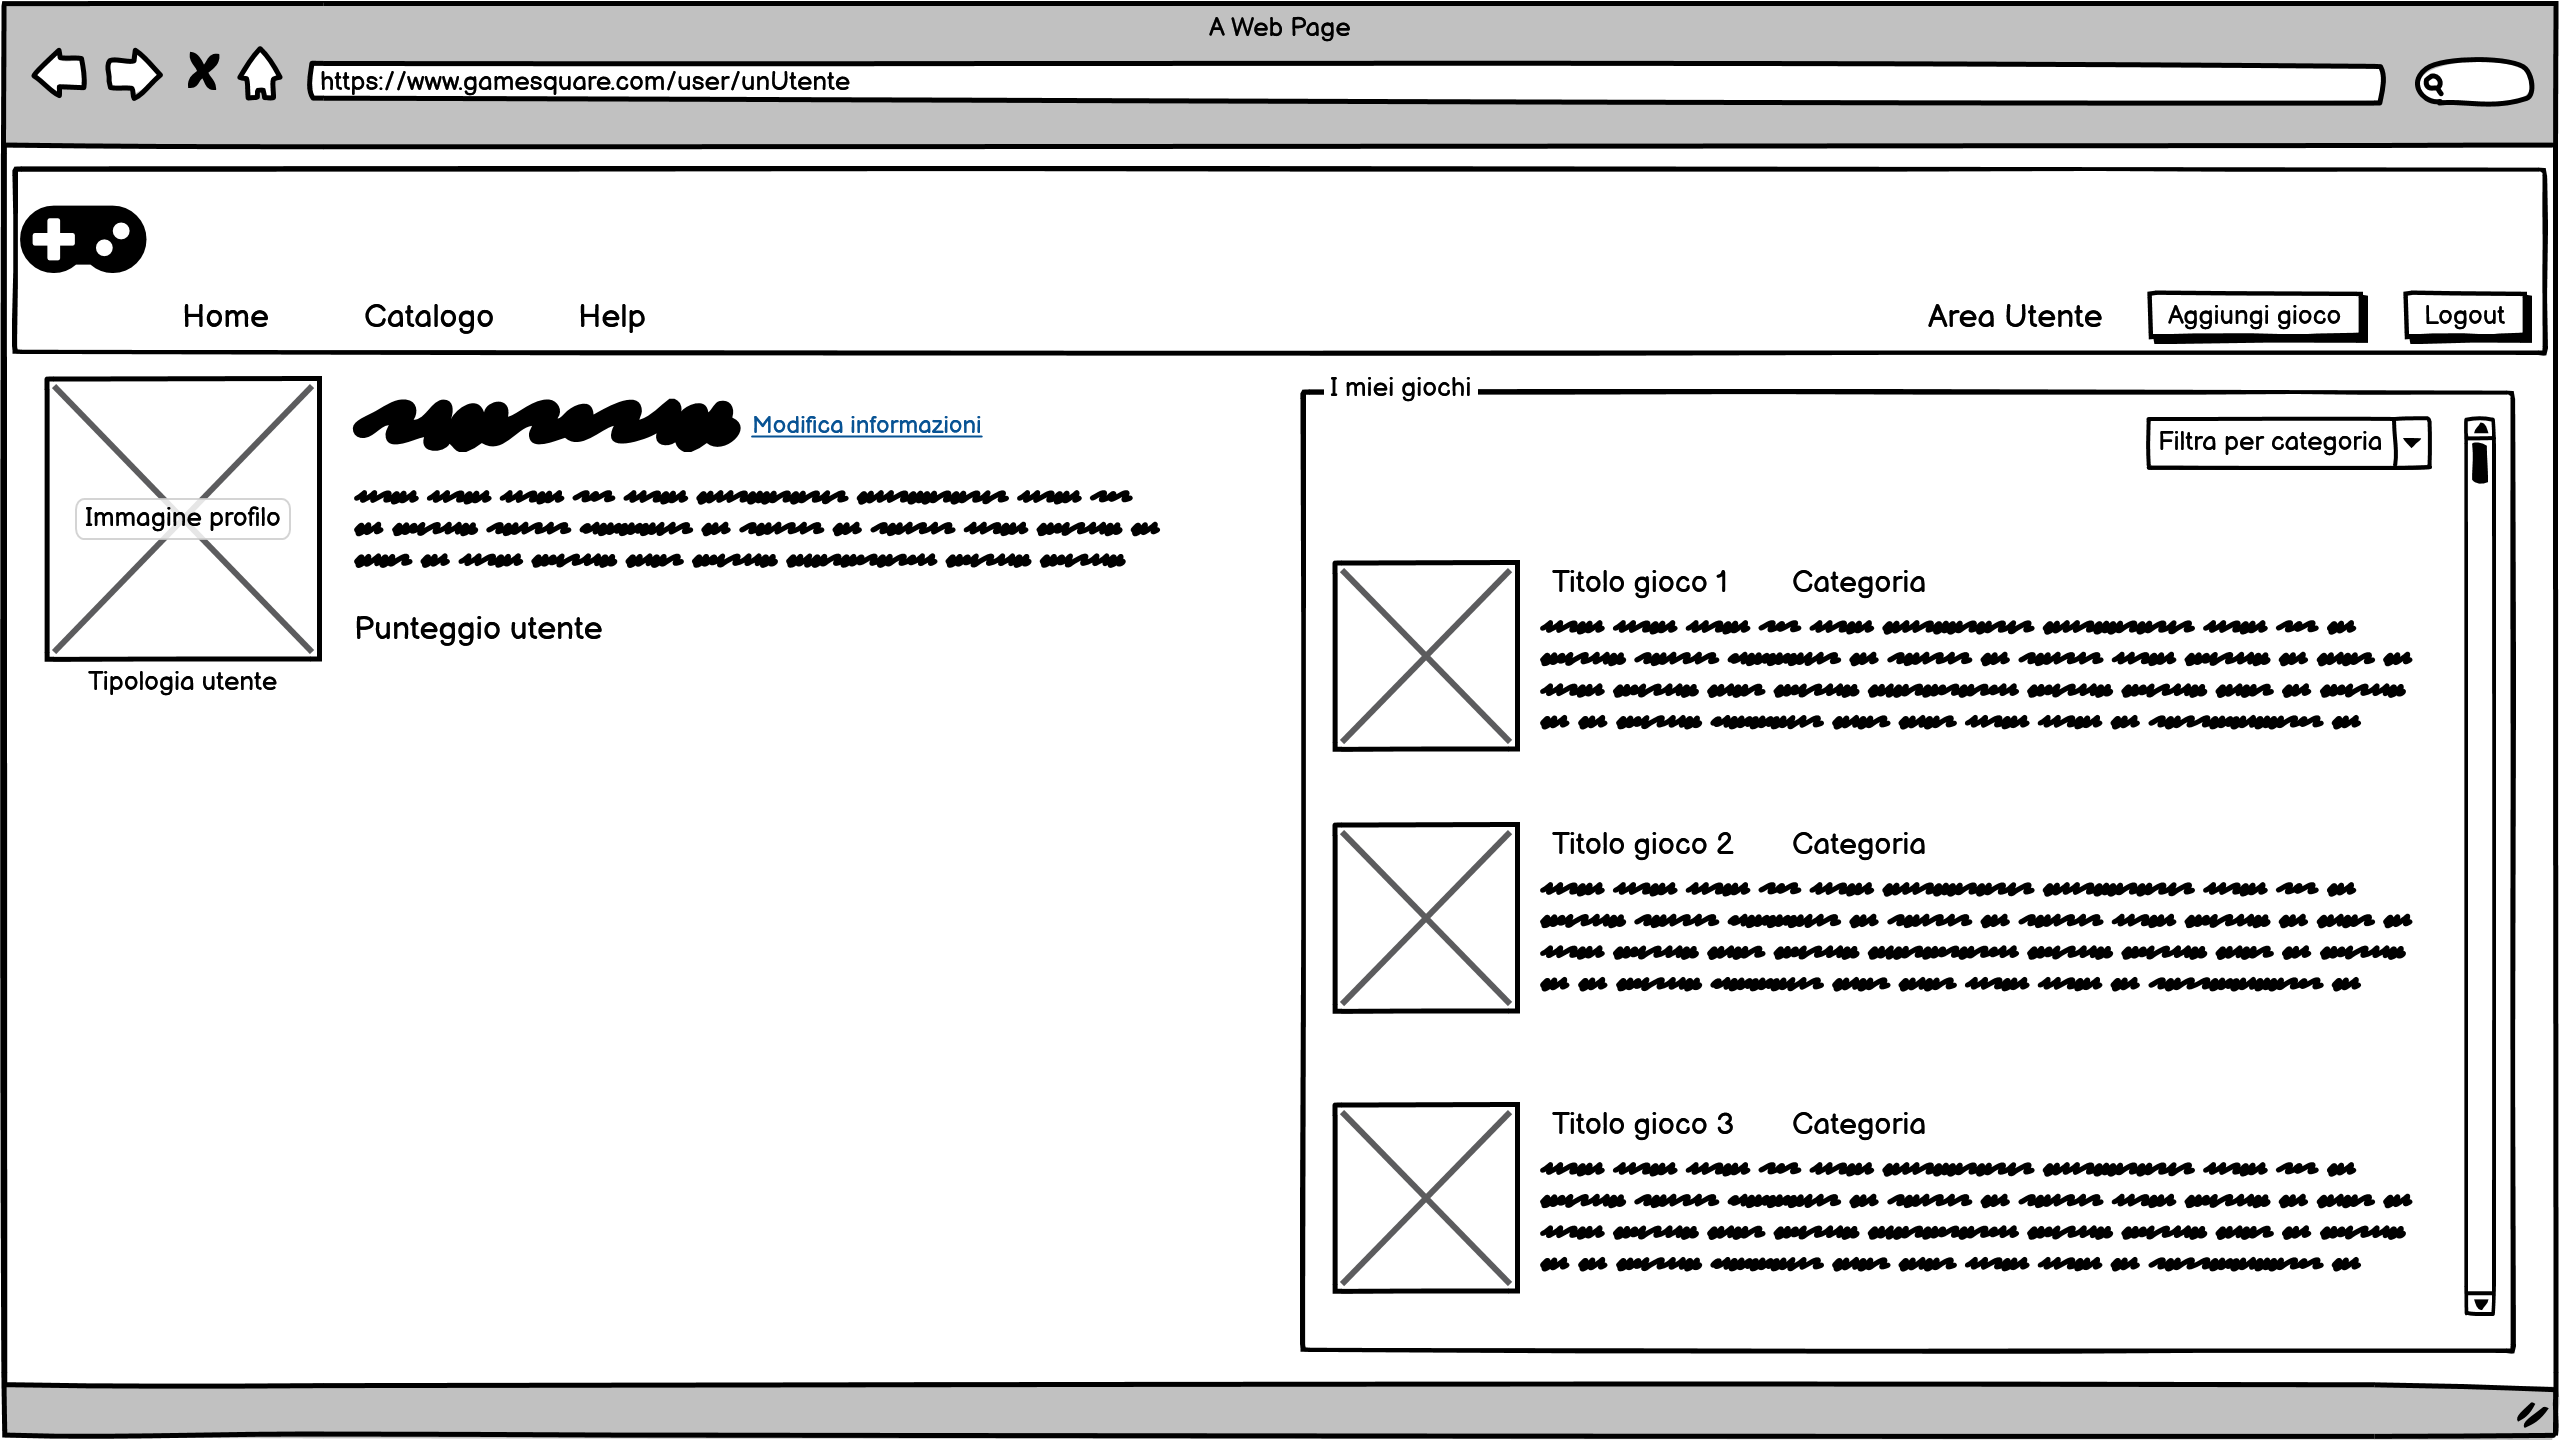 A Web Page
https://www.gamesquare.com/user/unUtente
Home Catalogo Help Area Utente Aggiungi gioco Logout
Immagine profilo
Tipologia utente
Modifica informazioni
Punteggio utente
I miei giochi
Filtra per categoria
Titolo gioco 1 Categoria
Titolo gioco 2 Categoria
Titolo gioco 3 Categoria